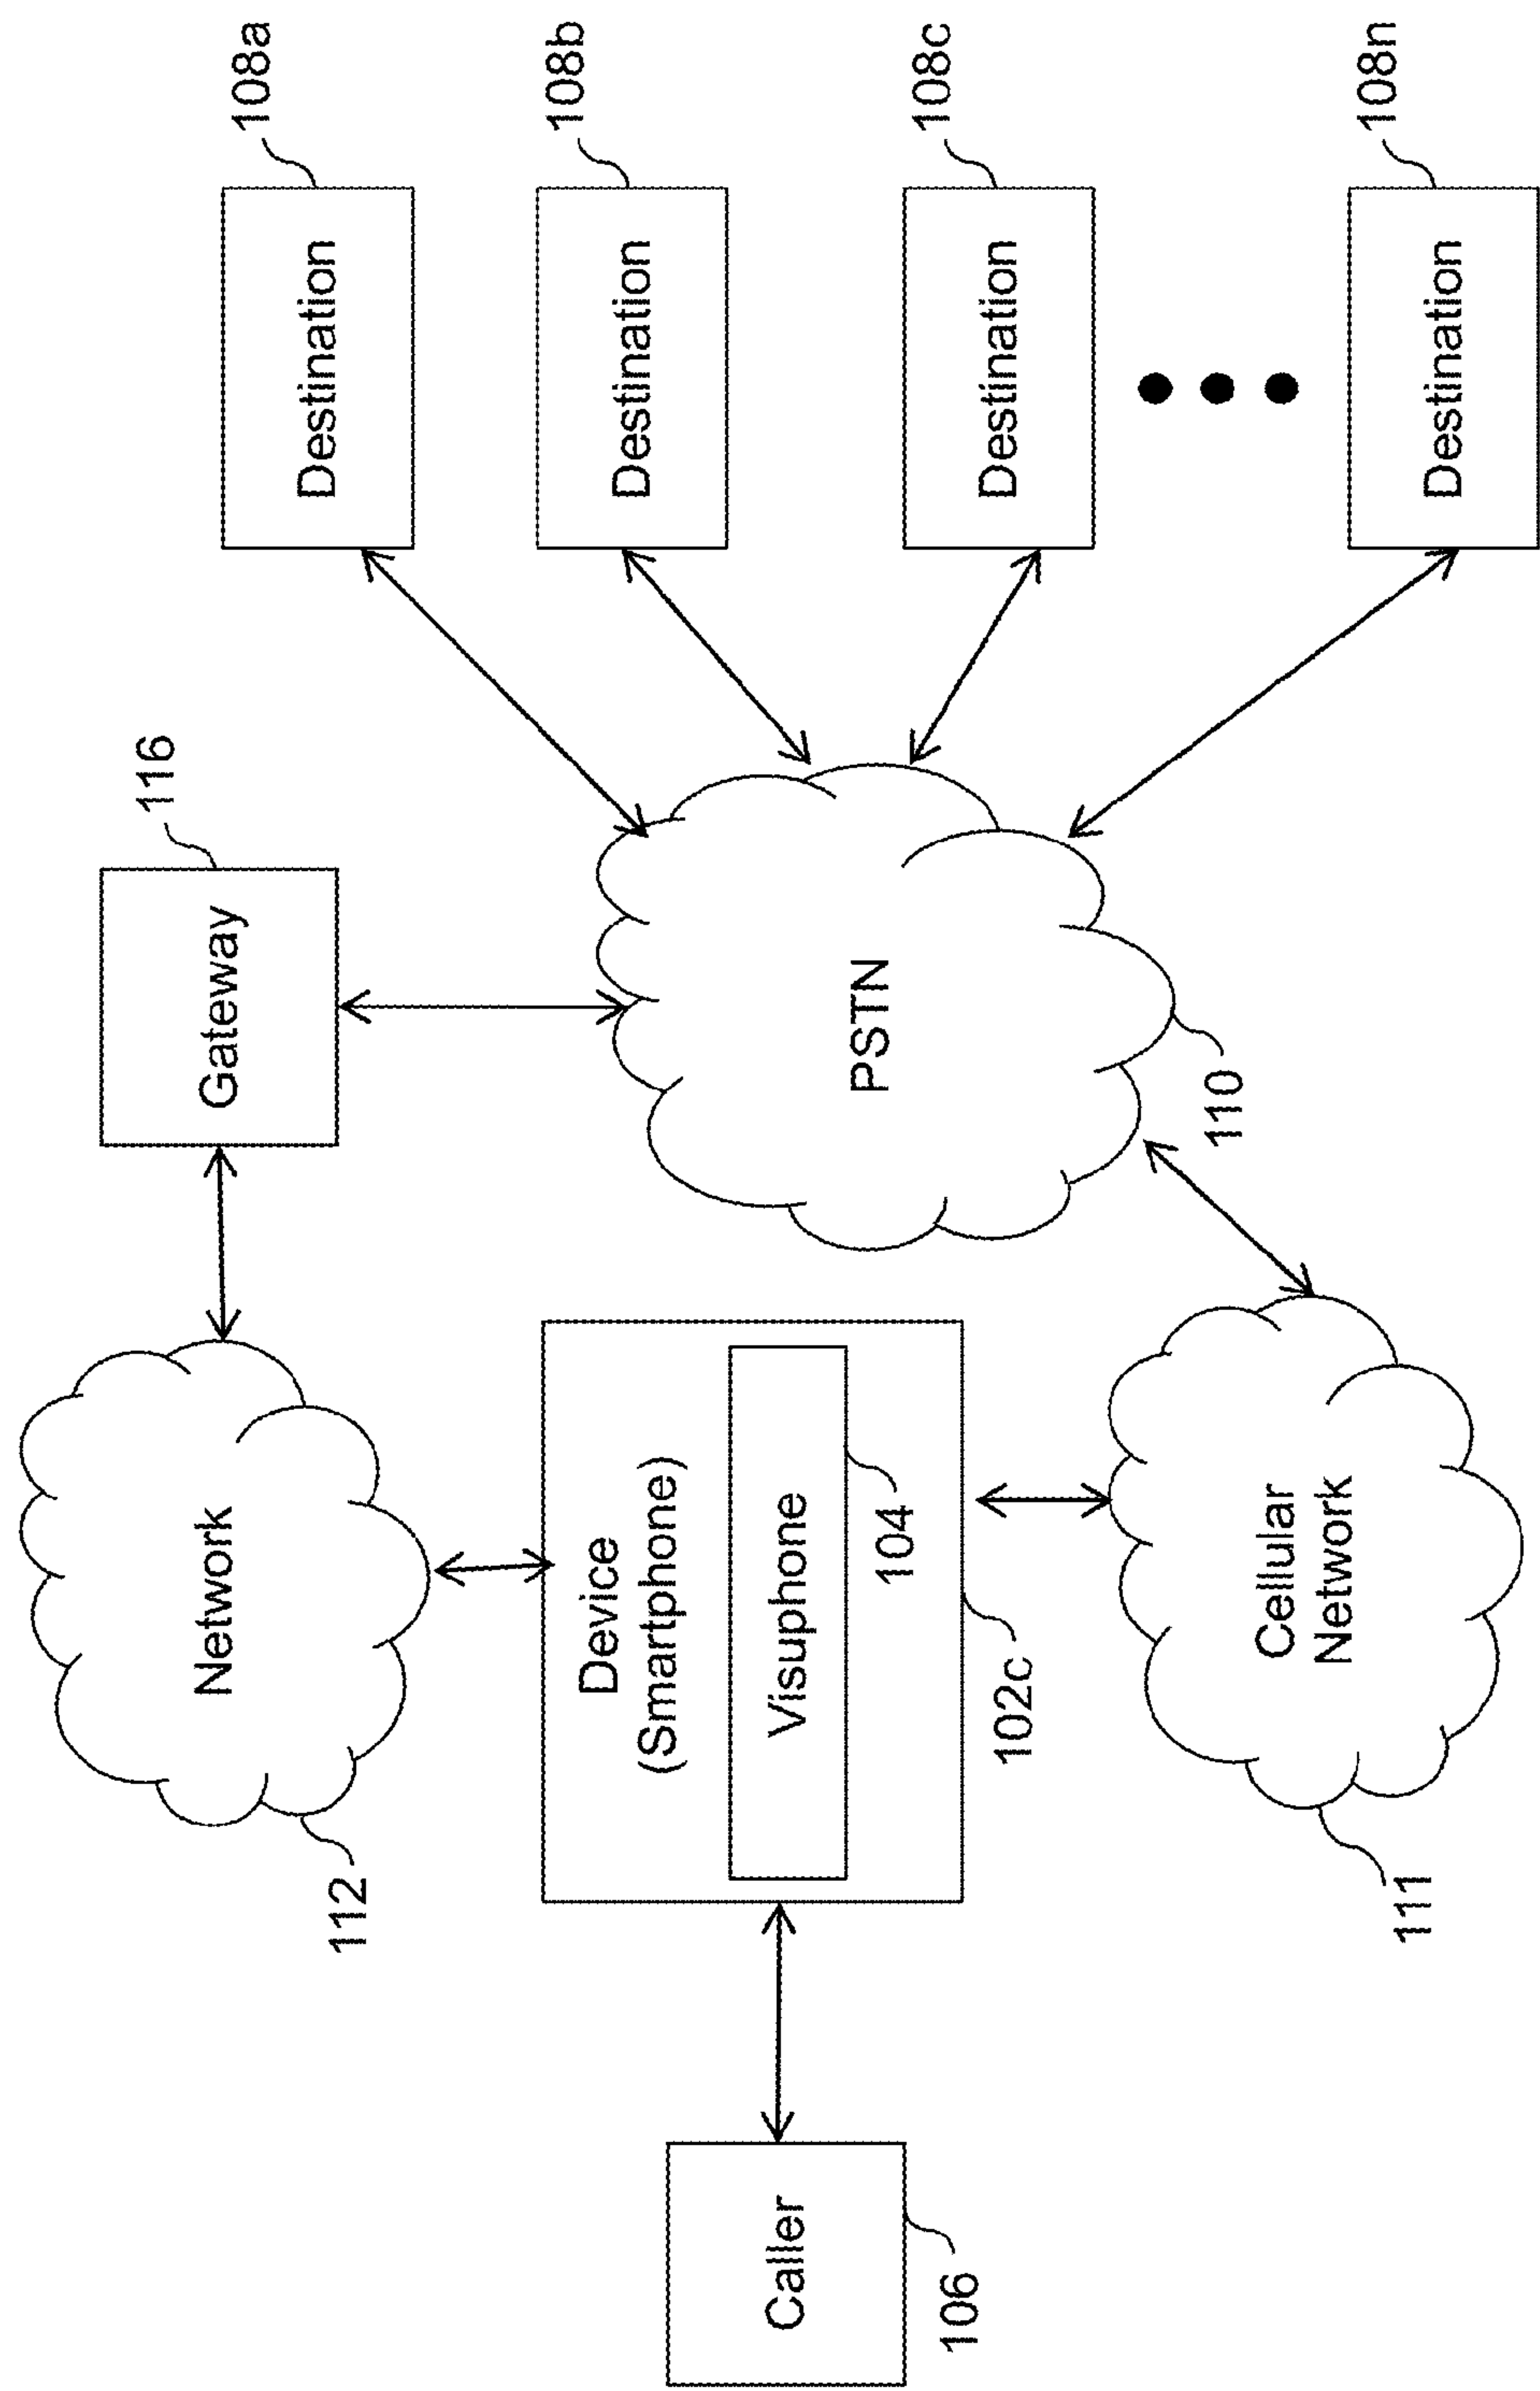 112
Network
Gateway
116
Caller
106
Device
(Smartphone)
Visuphone
104
102c
Cellular
Network
111
PSTN
110
Destination
108a
Destination
108b
Destination
108c
Destination
108n